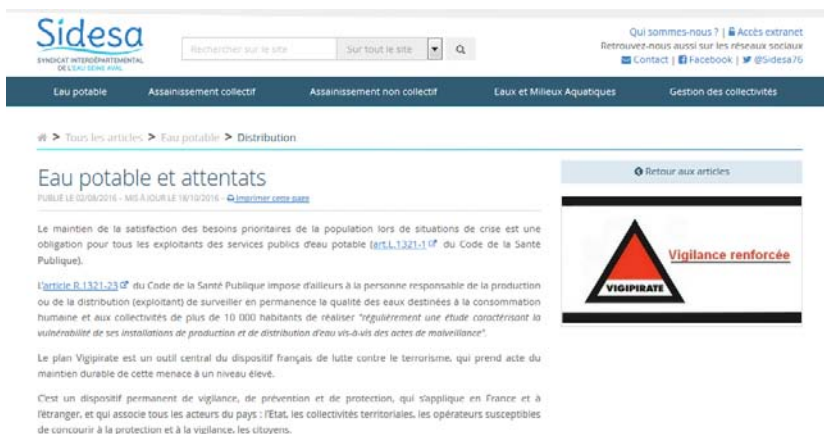 Sidesa
SYNDICAT INTERDÉPARTEMENTAL
DE L'EAU SEINE AVAL
Rechercher sur le site
Sur tout le site
Qui sommes-nous ? | Accès extranet
Retrouvez-nous aussi sur les réseaux sociaux
Contact | Facebook | @Sidesa76
Eau potable
Assainissement collectif
Assainissement non collectif
Eaux et Milieux Aquatiques
Gestion des collectivités
> Tous les articles > Eau potable > Distribution
Eau potable et attentats
PUBLIÉ LE 02/08/2016 – MIS À JOUR LE 18/10/2016 – Imprimer cette page
Le maintien de la satisfaction des besoins prioritaires de la population lors de situations de crise est une
obligation pour tous les exploitants des services publics d'eau potable (art.L.1321-1 du Code de la Santé
Publique).
L'article R.1321-23 du Code de la Santé Publique impose d'ailleurs à la personne responsable de la production
ou de la distribution (exploitant) de surveiller en permanence la qualité des eaux destinées à la consommation
humaine et aux collectivités de plus de 10 000 habitants de réaliser "régulièrement une étude caractérisant la
vulnérabilité de ses installations de production et de distribution d'eau vis-à-vis des actes de malveillance".
Le plan Vigipirate est un outil central du dispositif français de lutte contre le terrorisme, qui prend acte du
maintien durable de cette menace à un niveau élevé.
C'est un dispositif permanent de vigilance, de prévention et de protection, qui s'applique en France et à
l'étranger, et qui associe tous les acteurs du pays : l'Etat, les collectivités territoriales, les opérateurs susceptibles
de concourir à la protection et à la vigilance, les citoyens.
Retour aux articles
Vigilance renforcée
VIGIPIRATE